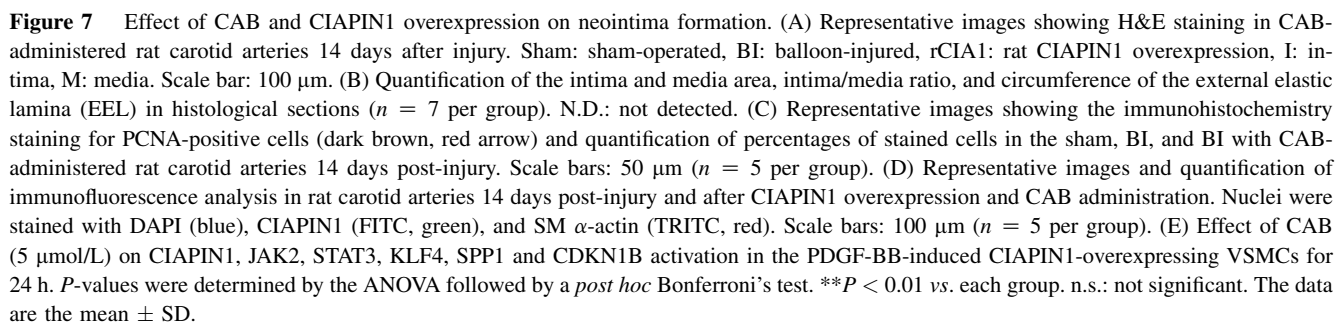 Figure 7 Effect of CAB and CIAPIN1 overexpression on neointima formation. (A) Representative images showing H&E staining in CAB-
administered rat carotid arteries 14 days after injury. Sham: sham-operated, BI: balloon-injured, rCIA1: rat CIAPIN1 overexpression, I: in-
tima, M: media. Scale bar: 100 μm. (B) Quantification of the intima and media area, intima/media ratio, and circumference of the external elastic
lamina (EEL) in histological sections (n = 7 per group). N.D.: not detected. (C) Representative images showing the immunohistochemistry
staining for PCNA-positive cells (dark brown, red arrow) and quantification of percentages of stained cells in the sham, BI, and BI with CAB-
administered rat carotid arteries 14 days post-injury. Scale bars: 50 μm (n = 5 per group). (D) Representative images and quantification of
immunofluorescence analysis in rat carotid arteries 14 days post-injury and after CIAPIN1 overexpression and CAB administration. Nuclei were
stained with DAPI (blue), CIAPIN1 (FITC, green), and SM α-actin (TRITC, red). Scale bars: 100 μm (n = 5 per group). (E) Effect of CAB
(5 μmol/L) on CIAPIN1, JAK2, STAT3, KLF4, SPP1 and CDKN1B activation in the PDGF-BB-induced CIAPIN1-overexpressing VSMCs for
24 h. P-values were determined by the ANOVA followed by a post hoc Bonferroni's test. **P < 0.01 vs. each group. n.s.: not significant. The data
are the mean ± SD.